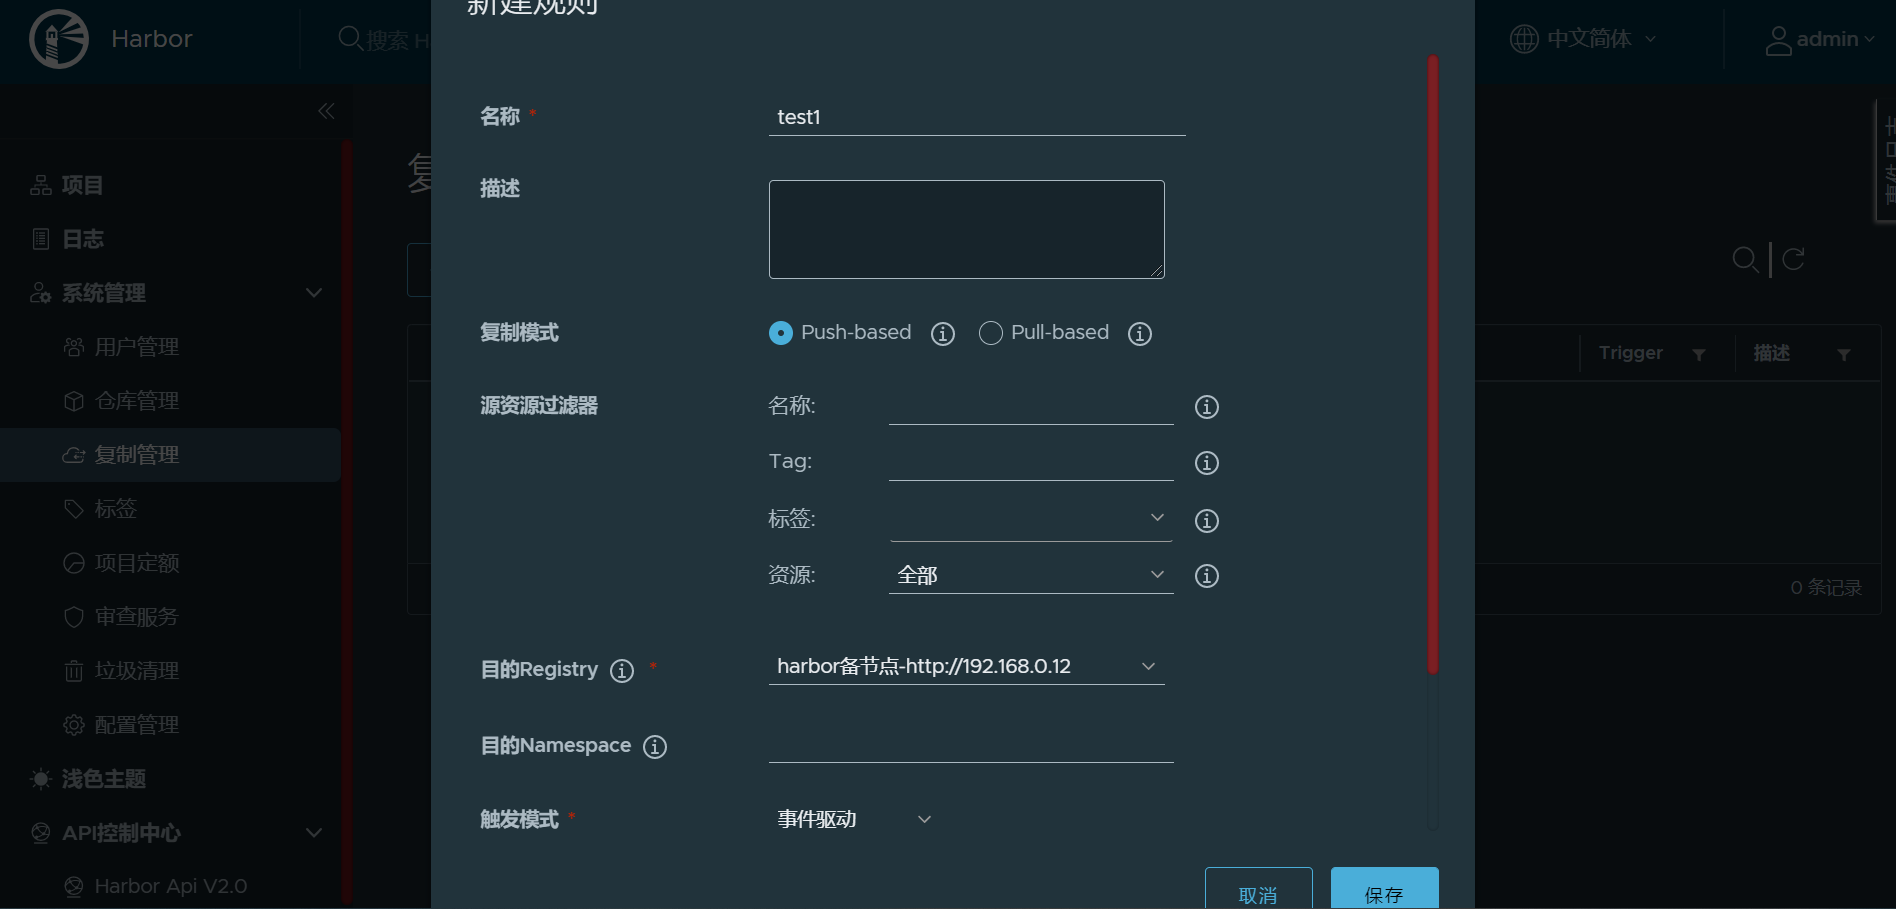 新建规则
Harbor
搜索 H
中文简体
admin
名称 *
test1
项目
描述
日志
系统管理
复制模式
Push-based
Pull-based
用户管理
Trigger
描述
仓库管理
源资源过滤器
名称:
复制管理
Tag:
标签
标签:
项目定额
资源:
全部
0 条记录
审查服务
垃圾清理
目的Registry *
harbor备节点-http://192.168.0.12
配置管理
目的Namespace
浅色主题
触发模式 *
事件驱动
API控制中心
Harbor Api V2.0
取消
保存